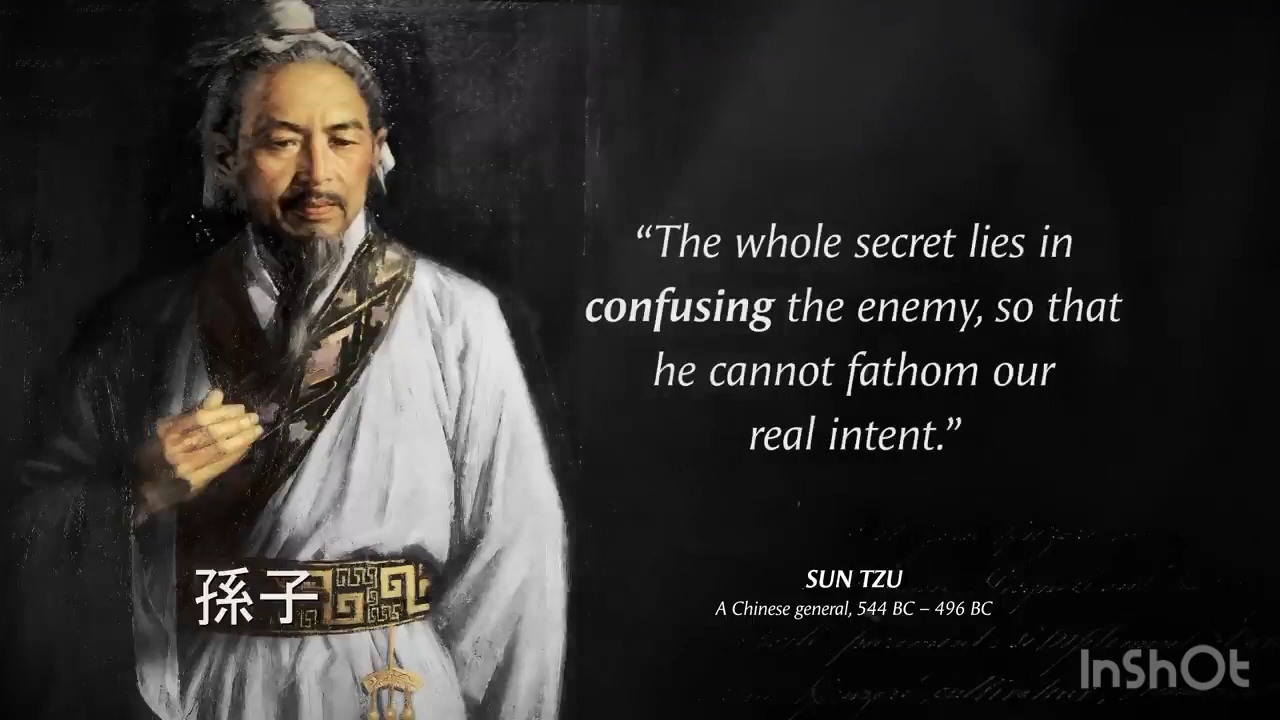 “The whole secret lies in
confusing the enemy, so that
he cannot fathom our
real intent.”
孫子
SUN TZU
A Chinese general, 544 BC – 496 BC
InShOt